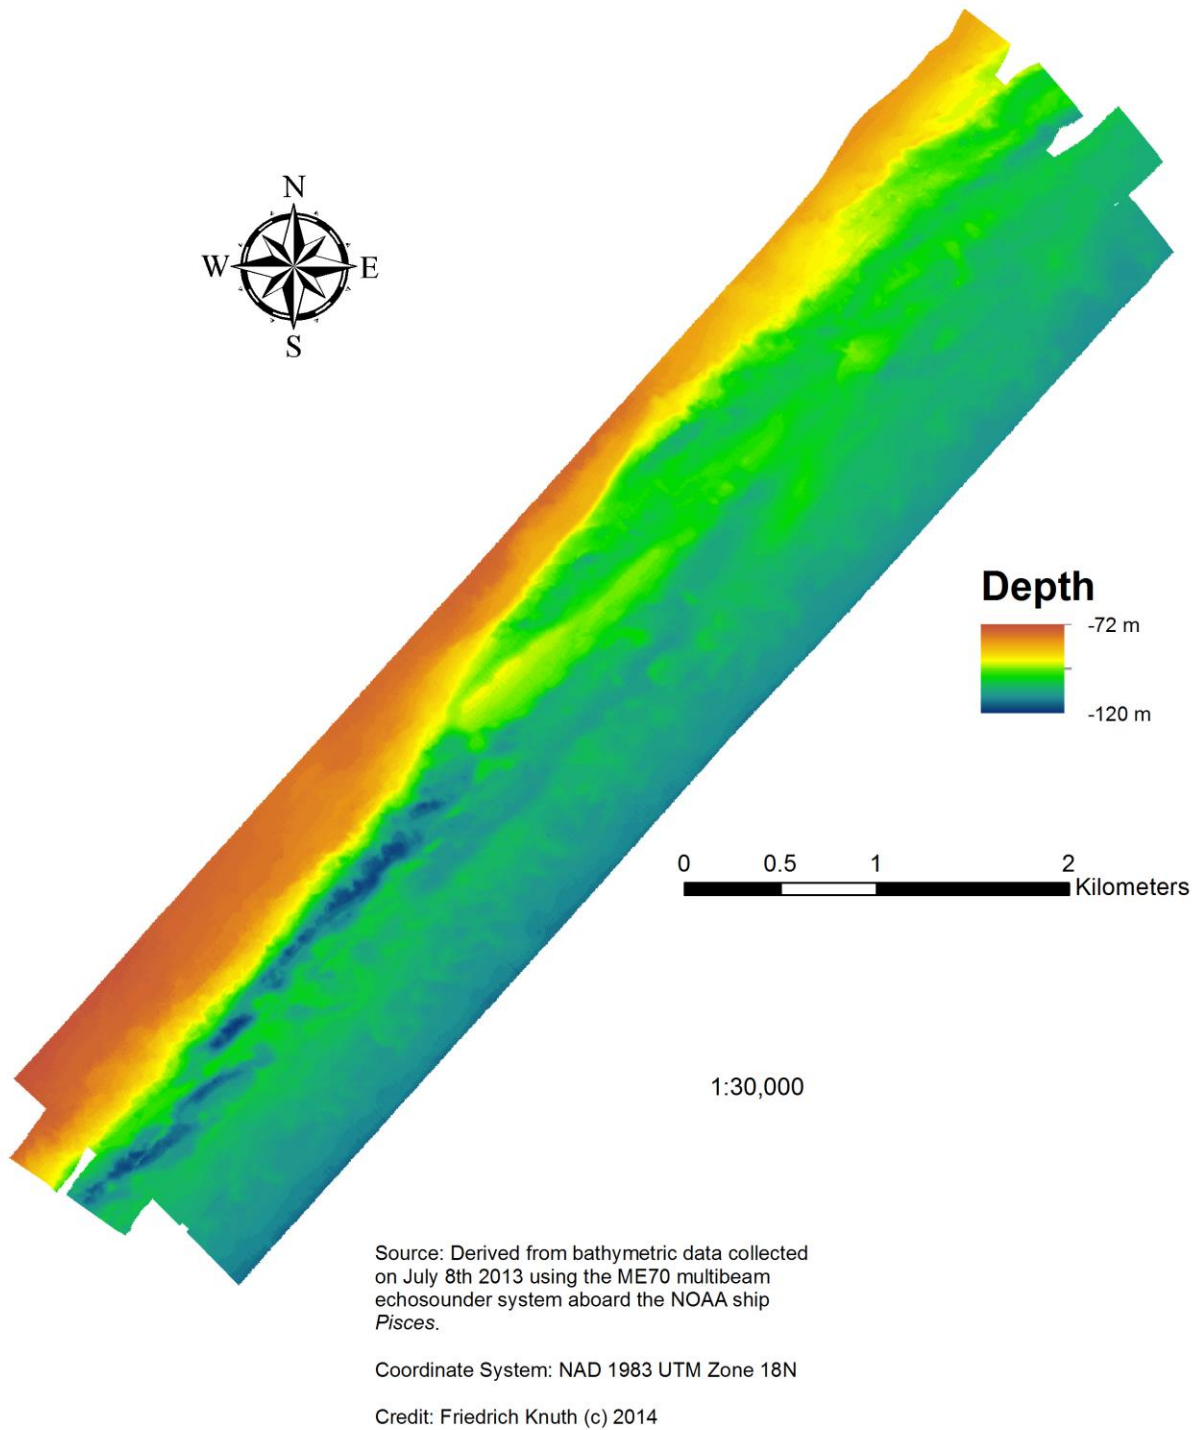 N
W E
S
Depth
-72 m
-120 m
0 0.5 1 2
Kilometers
1:30,000
Source: Derived from bathymetric data collected
on July 8th 2013 using the ME70 multibeam
echosounder system aboard the NOAA ship
Pisces.
Coordinate System: NAD 1983 UTM Zone 18N
Credit: Friedrich Knuth (c) 2014